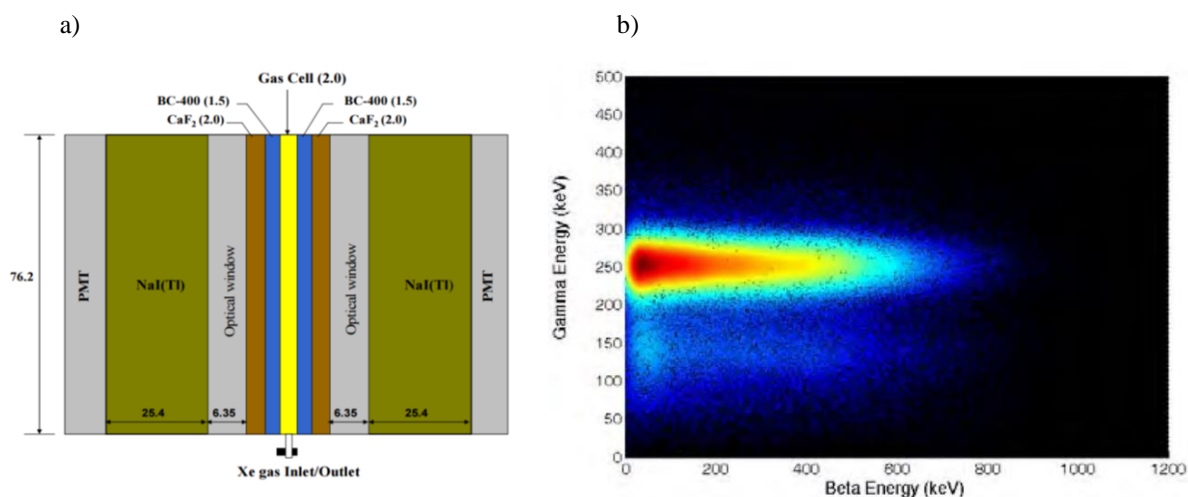 a)
b)
Gas Cell (2.0)
BC-400 (1.5)
BC-400 (1.5)
CaF₂ (2.0)
CaF₂ (2.0)
76.2
PMT
NaI(Tl)
Optical window
Optical window
NaI(Tl)
PMT
25.4
6.35
6.35
25.4
Xe gas Inlet/Outlet
Gamma Energy (keV)
500
450
400
350
300
250
200
150
100
50
0
0 200 400 600 800 1000 1200
Beta Energy (keV)